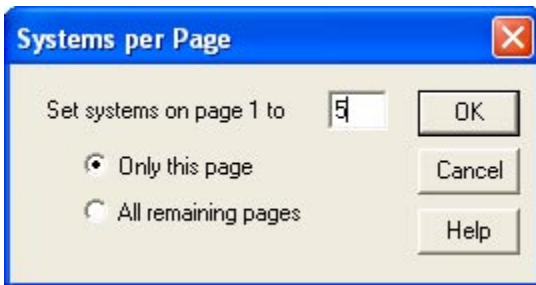 Systems per Page
Set systems on page 1 to 5 OK
Only this page Cancel
All remaining pages
Help